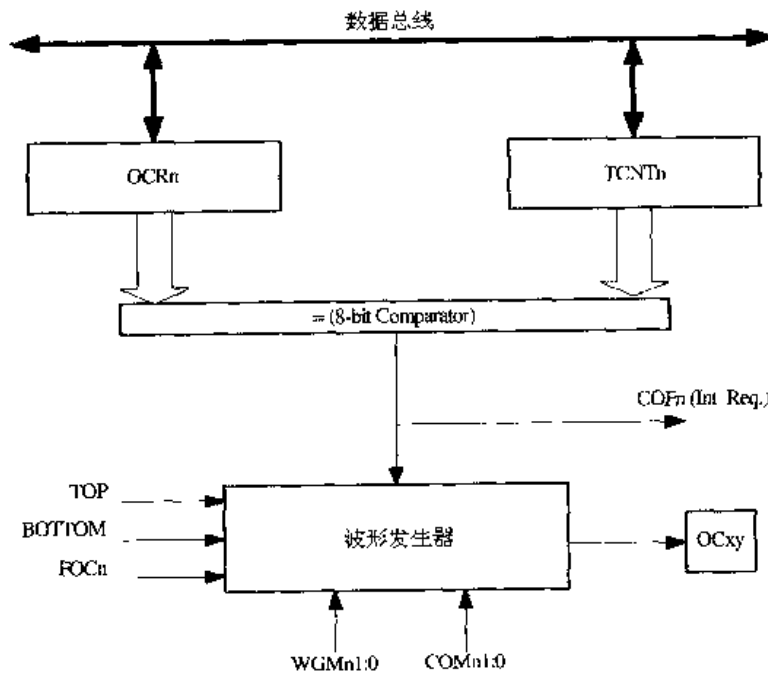 数据总线
OCRn
TCNTn
= (8-bit Comparator)
COFn (Int Req.)
TOP
BOTTOM
FOCn
波形发生器
OCxy
WGMn1:0
COMn1:0